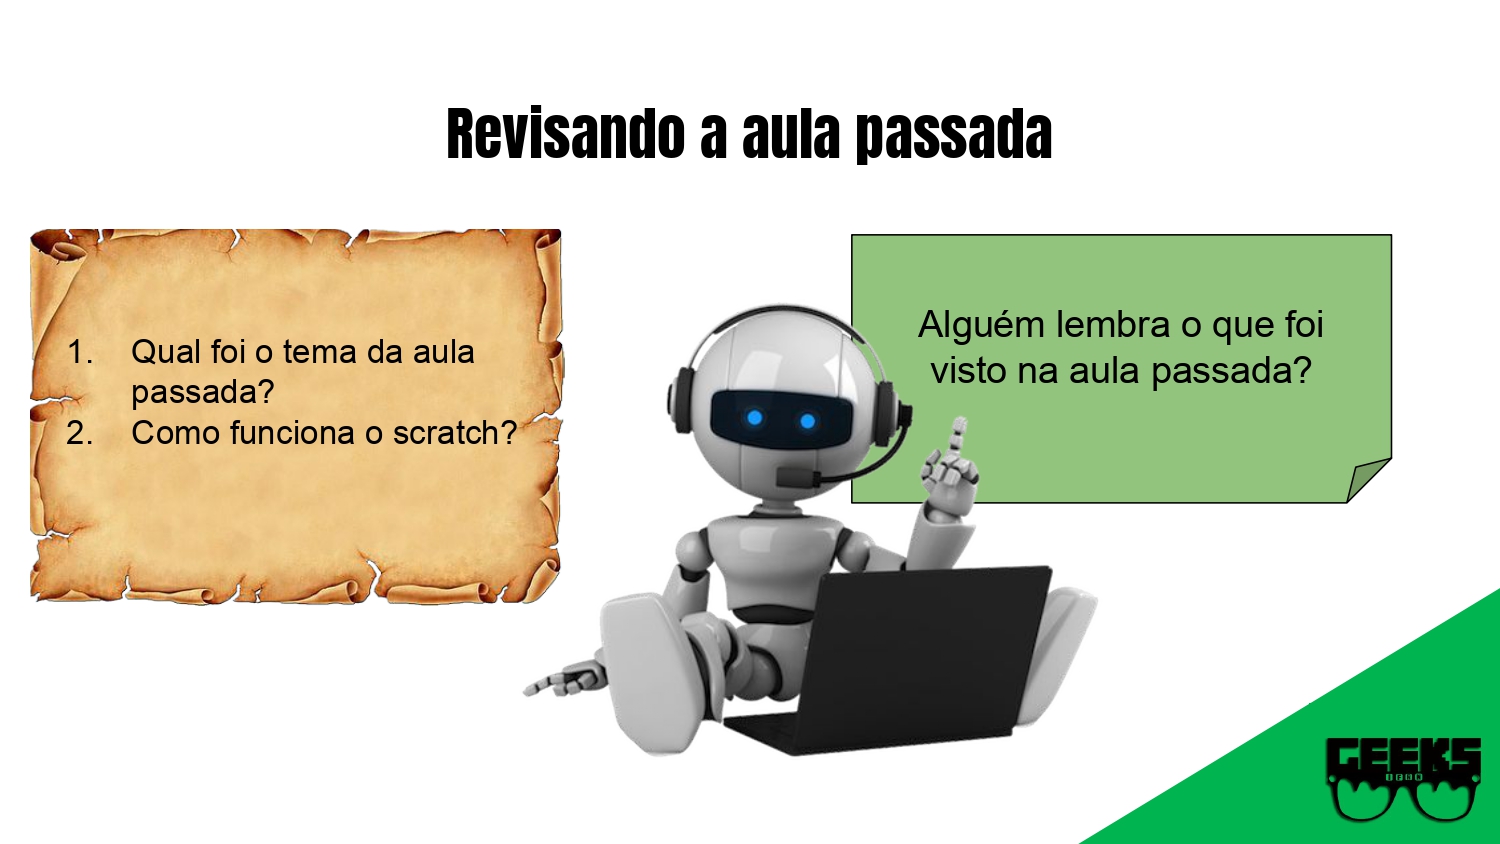 Revisando a aula passada
1. Qual foi o tema da aula
passada?
2. Como funciona o scratch?
Alguém lembra o que foi
visto na aula passada?
GEEKS
IFRN